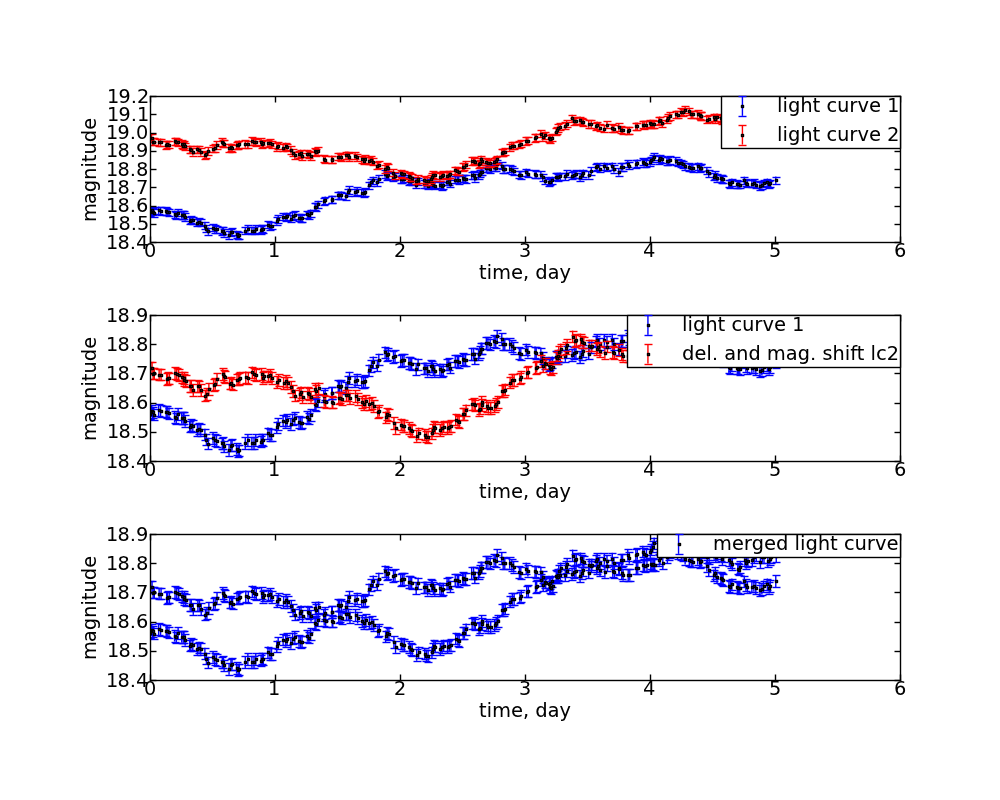 19.2
19.1
19.0
18.9
18.8
18.7
18.6
18.5
18.4
magnitude
light curve 1
light curve 2
0 1 2 3 4 5 6
time, day
18.9
18.8
18.7
18.6
18.5
18.4
magnitude
light curve 1
del. and mag. shift lc2
0 1 2 3 4 5 6
time, day
18.9
18.8
18.7
18.6
18.5
18.4
magnitude
merged light curve
0 1 2 3 4 5 6
time, day